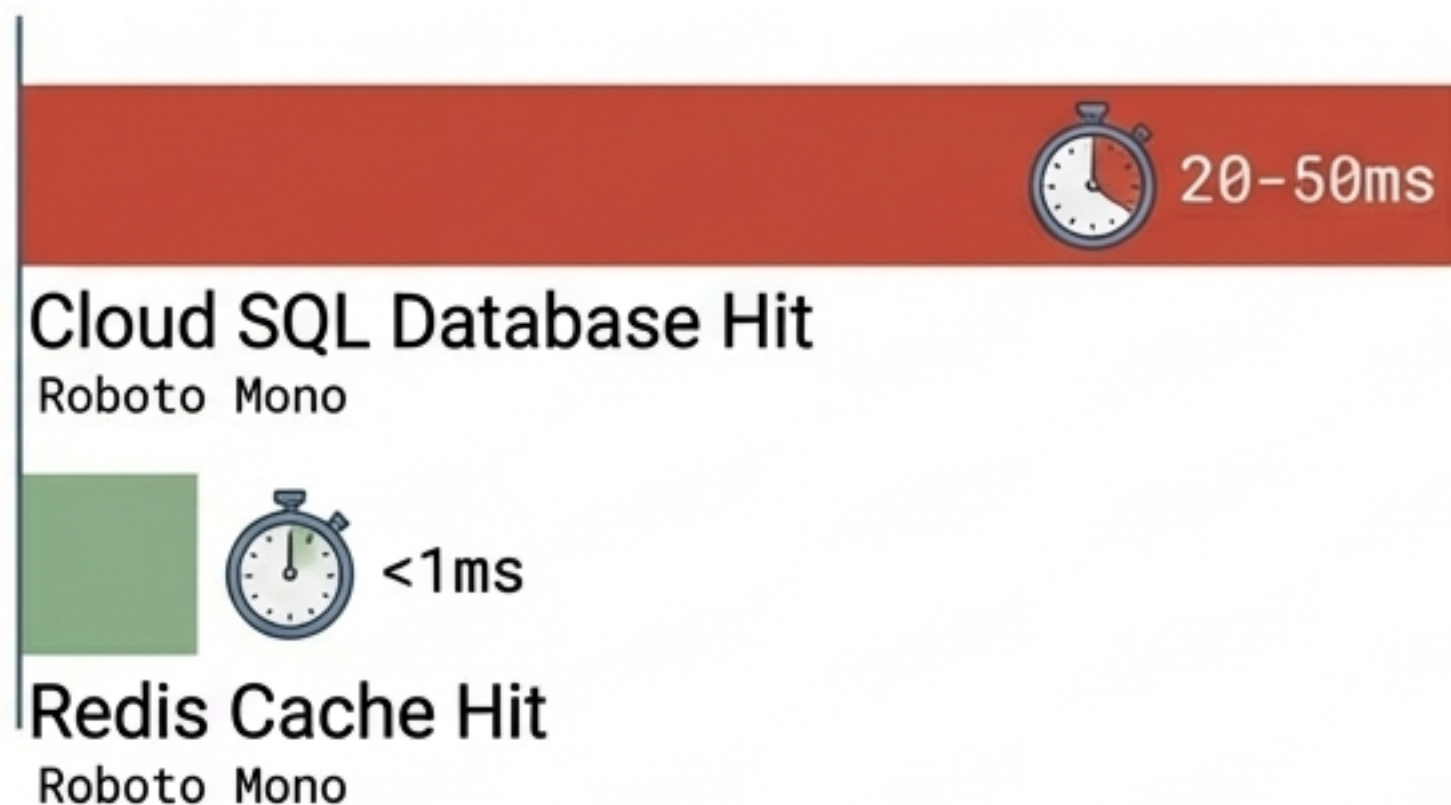 20-50ms
Cloud SQL Database Hit
Roboto Mono
<1ms
Redis Cache Hit
Roboto Mono